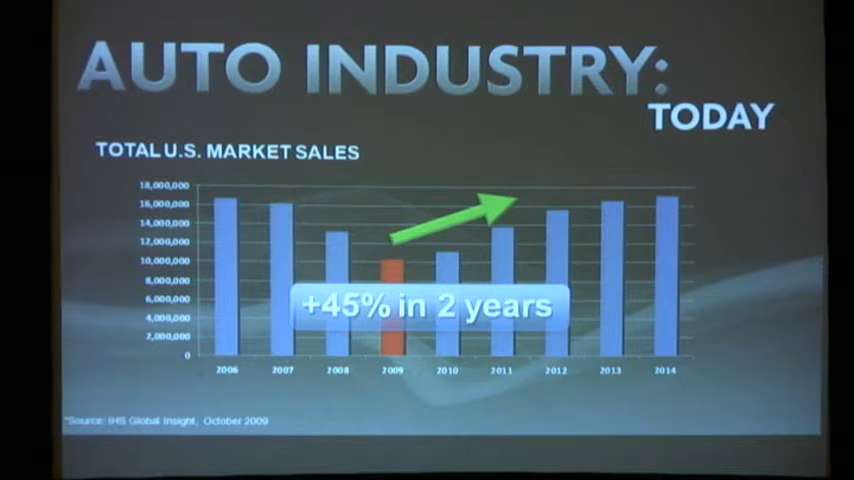 AUTO INDUSTRY:
TODAY
TOTAL U.S. MARKET SALES
18,000,000
16,000,000
14,000,000
12,000,000
10,000,000
8,000,000
6,000,000
4,000,000
2,000,000
0
+45% in 2 years
2006 2007 2008 2009 2010 2011 2012 2013 2014
*Source: IHS Global Insight, October 2009